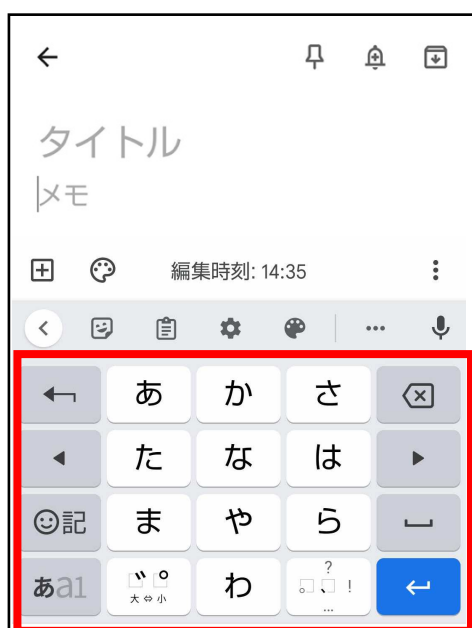 タイトル
メモ
編集時刻: 14:35
あ か さ
た な は
☺記 ま や ら
あa1 ゛゜ 大⇔小 わ 。、?!…